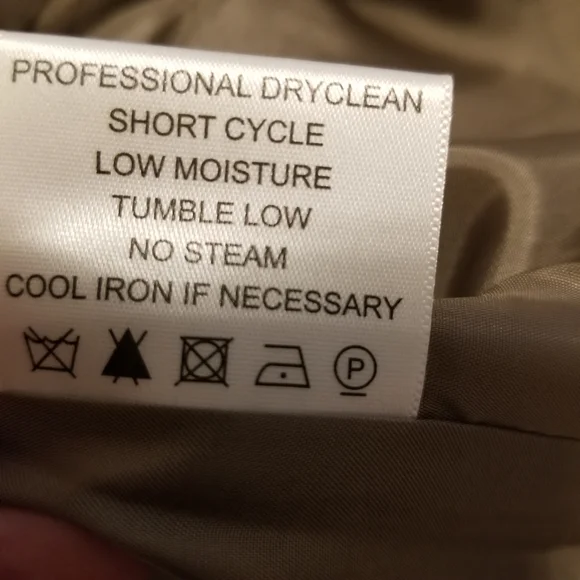 PROFESSIONAL DRYCLEAN
SHORT CYCLE
LOW MOISTURE
TUMBLE LOW
NO STEAM
COOL IRON IF NECESSARY
P